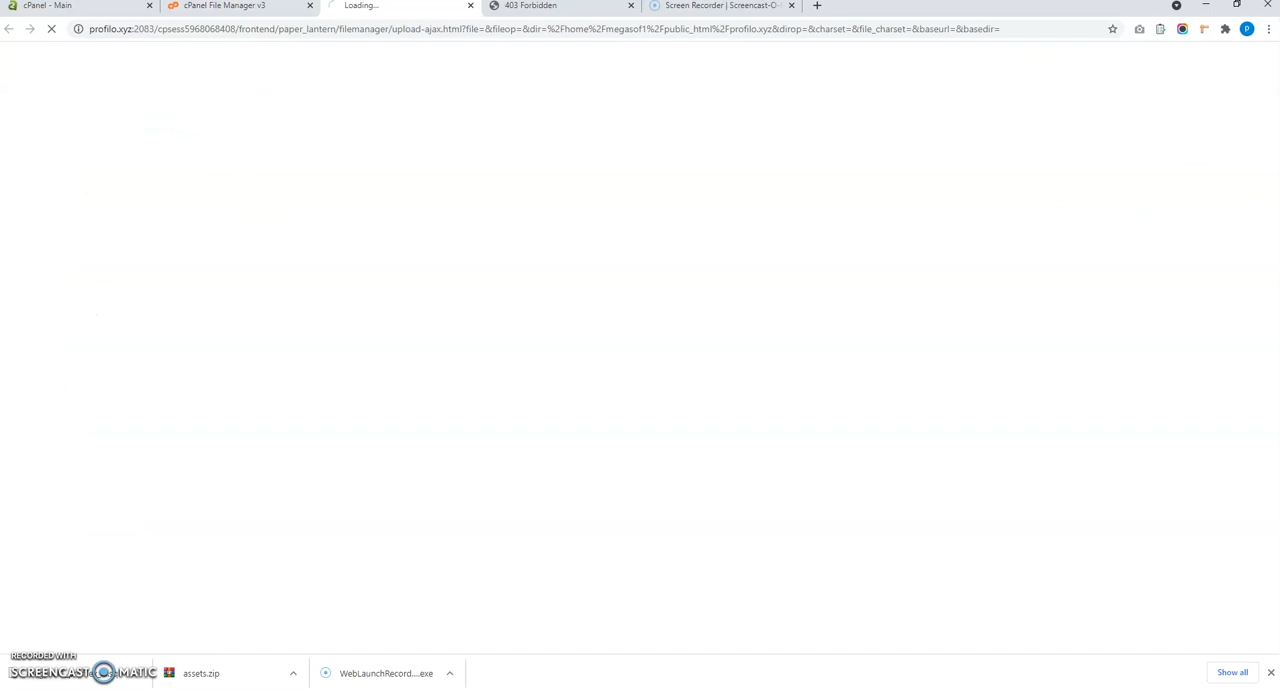 cPanel - Main
cPanel File Manager v3
Loading...
403 Forbidden
Screen Recorder | Screencast-O-
profilo.xyz:2083/cpsess5968068408/frontend/paper_lantern/filemanager/upload-ajax.html?file=&fileop=&dir=%2Fhome%2Fmegasof1%2Fpublic_html%2Fprofilo.xyz&dirop=&charset=&file_charset=&baseurl=&basedir=
P
RECORDED WITH
SCREENCAST MATIC
assets.zip
WebLaunchRecord....exe
Show all